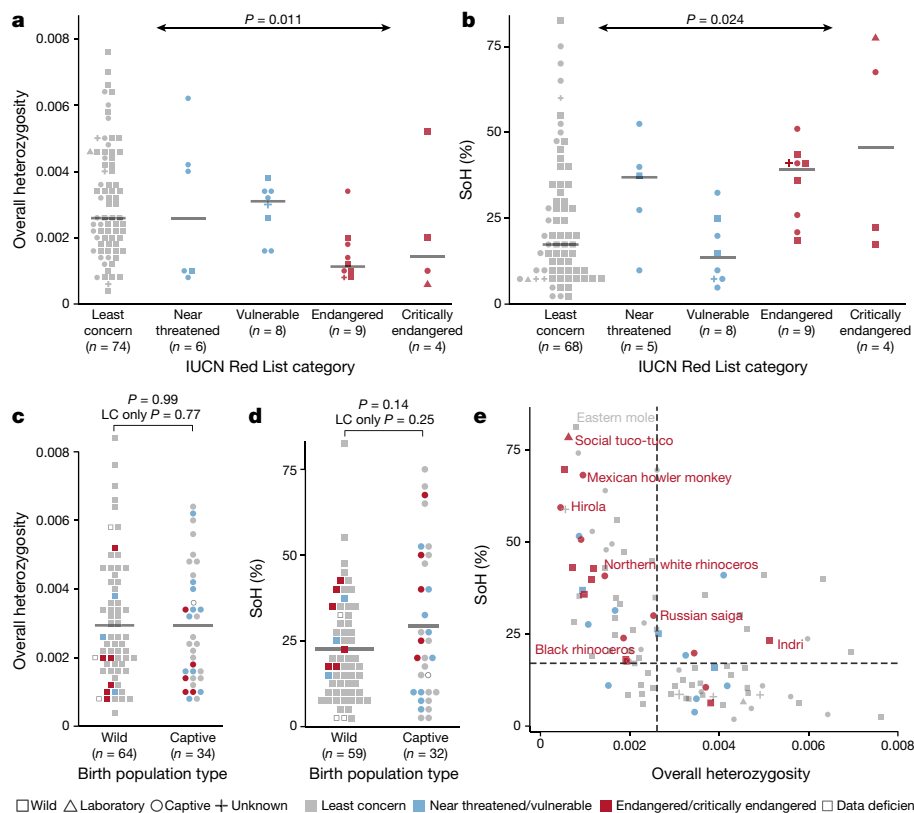 a
P = 0.011
0.008
0.006
0.004
0.002
0
Overall heterozygosity
Least concern (n = 74)
Near threatened (n = 6)
Vulnerable (n = 8)
Endangered (n = 9)
Critically endangered (n = 4)
IUCN Red List category
b
P = 0.024
75
50
25
0
SoH (%)
Least concern (n = 68)
Near threatened (n = 5)
Vulnerable (n = 8)
Endangered (n = 9)
Critically endangered (n = 4)
IUCN Red List category
c
P = 0.99
LC only P = 0.77
0.008
0.006
0.004
0.002
0
Overall heterozygosity
Wild (n = 64)
Captive (n = 34)
Birth population type
d
P = 0.14
LC only P = 0.25
75
50
25
0
SoH (%)
Wild (n = 59)
Captive (n = 32)
Birth population type
e
Eastern mole
Social tuco-tuco
Mexican howler monkey
Hirola
Northern white rhinoceros
Russian saiga
Indri
Black rhinoceros
75
50
25
0
SoH (%)
0
0.002
0.004
0.006
0.008
Overall heterozygosity
Wild Laboratory Captive Unknown Least concern Near threatened/vulnerable Endangered/critically endangered Data deficien